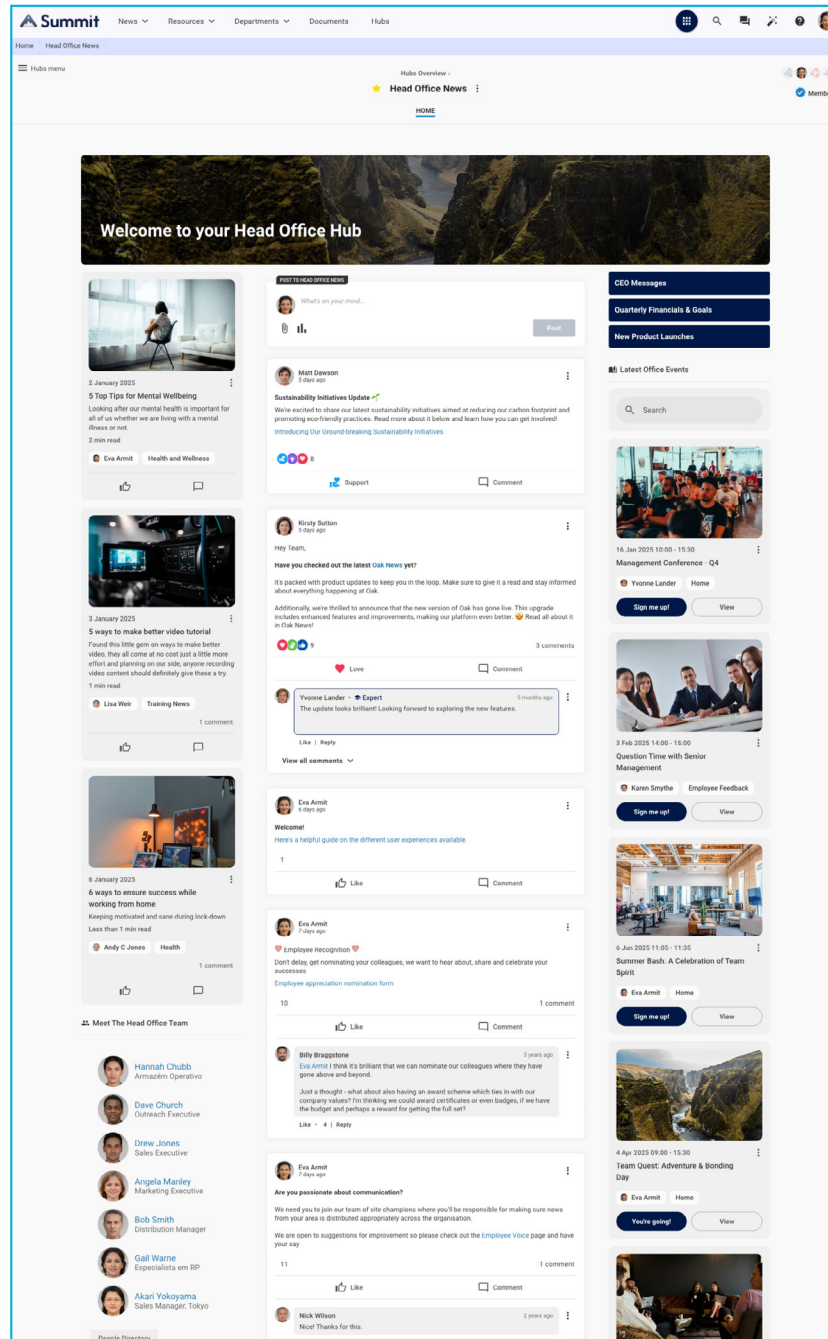 Summit
News
Resources
Departments
Documents
Hubs
Home
Head Office News
Hubs menu
Hubs Overview ›
Head Office News
HOME
Welcome to your Head Office Hub
2 January 2025
5 Top Tips for Mental Wellbeing
Looking after our mental health is important for
all of us whether we are living with a mental
illness or not.
2 min read
Eva Armit
Health and Wellness
3 January 2025
5 ways to make better video tutorial
Found this little gem on ways to make better
video, they all come at no cost just a little more
effort and planning on our side, anyone recording
video content should definitely give these a try.
1 min read
Lisa Weir
Training News
1 comment
6 January 2025
6 ways to ensure success while
working from home
Keeping motivated and sane during lock-down
Less than 1 min read
Andy C Jones
Health
1 comment
Meet The Head Office Team
Hannah Chubb
Armazém Operativo
Dave Church
Outreach Executive
Drew Jones
Sales Executive
Angela Manley
Marketing Executive
Bob Smith
Distribution Manager
Gail Warne
Especialista em RP
Akari Yokoyama
Sales Manager, Tokyo
People Directory
POST TO HEAD OFFICE NEWS
What's on your mind...
Post
Matt Dawson
5 days ago
Sustainability Initiatives Update
We're excited to share our latest sustainability initiatives aimed at reducing our carbon footprint and
promoting eco-friendly practices. Read more about it below and learn how you can get involved!
Introducing Our Ground-breaking Sustainability Initiatives
8
Support
Comment
Kirsty Sutton
5 days ago
Hey Team,
Have you checked out the latest Oak News yet?
It's packed with product updates to keep you in the loop. Make sure to give it a read and stay informed
about everything happening at Oak.
Additionally, we're thrilled to announce that the new version of Oak has gone live. This upgrade
includes enhanced features and improvements, making our platform even better. 🤩 Read all about it
in Oak News!
9
3 comments
Love
Comment
Yvonne Lander • Expert
5 months ago
The update looks brilliant! Looking forward to exploring the new features.
Like | Reply
View all comments
Eva Armit
6 days ago
Welcome!
Here's a helpful guide on the different user experiences available.
1
Like
Comment
Eva Armit
7 days ago
Employee Recognition
Don't delay, get nominating your colleagues, we want to hear about, share and celebrate your
successes
Employee appreciation nomination form
10
1 comment
Like
Comment
Billy Braggstone
3 years ago
Eva Armit I think it's brilliant that we can nominate our colleagues where they have
gone above and beyond.
Just a thought - what about also having an award scheme which ties in with our
company values? I'm thinking we could award certificates or even badges, if we have
the budget and perhaps a reward for getting the full set?
Like • 4 | Reply
Eva Armit
7 days ago
Are you passionate about communication?
We need you to join our team of site champions where you'll be responsible for making sure news
from your area is distributed appropriately across the organisation.
We are open to suggestions for improvement so please check out the Employee Voice page and have
your say
11
1 comment
Like
Comment
Nick Wilson
2 years ago
Nice! Thanks for this.
CEO Messages
Quarterly Financials & Goals
New Product Launches
Latest Office Events
Search
16 Jan 2025 10:00 - 15:30
Management Conference - Q4
Yvonne Lander
Home
Sign me up!
View
3 Feb 2025 14:00 - 15:00
Question Time with Senior
Management
Karen Smythe
Employee Feedback
Sign me up!
View
6 Jun 2025 11:05 - 11:35
Summer Bash: A Celebration of Team
Spirit
Eva Armit
Home
Sign me up!
View
4 Apr 2025 09:00 - 15:30
Team Quest: Adventure & Bonding
Day
Eva Armit
Home
You're going!
View